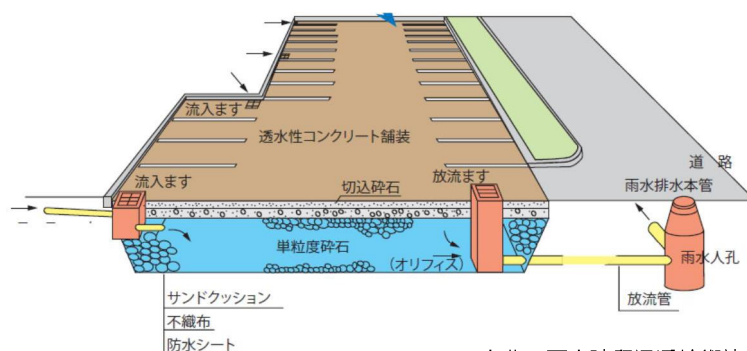 流入ます
透水性コンクリート舗装
道 路
流入ます
切込砕石
放流ます
雨水排水本管
単粒度砕石
(オリフィス)
雨水人孔
放流管
サンドクッション
不織布
防水シート